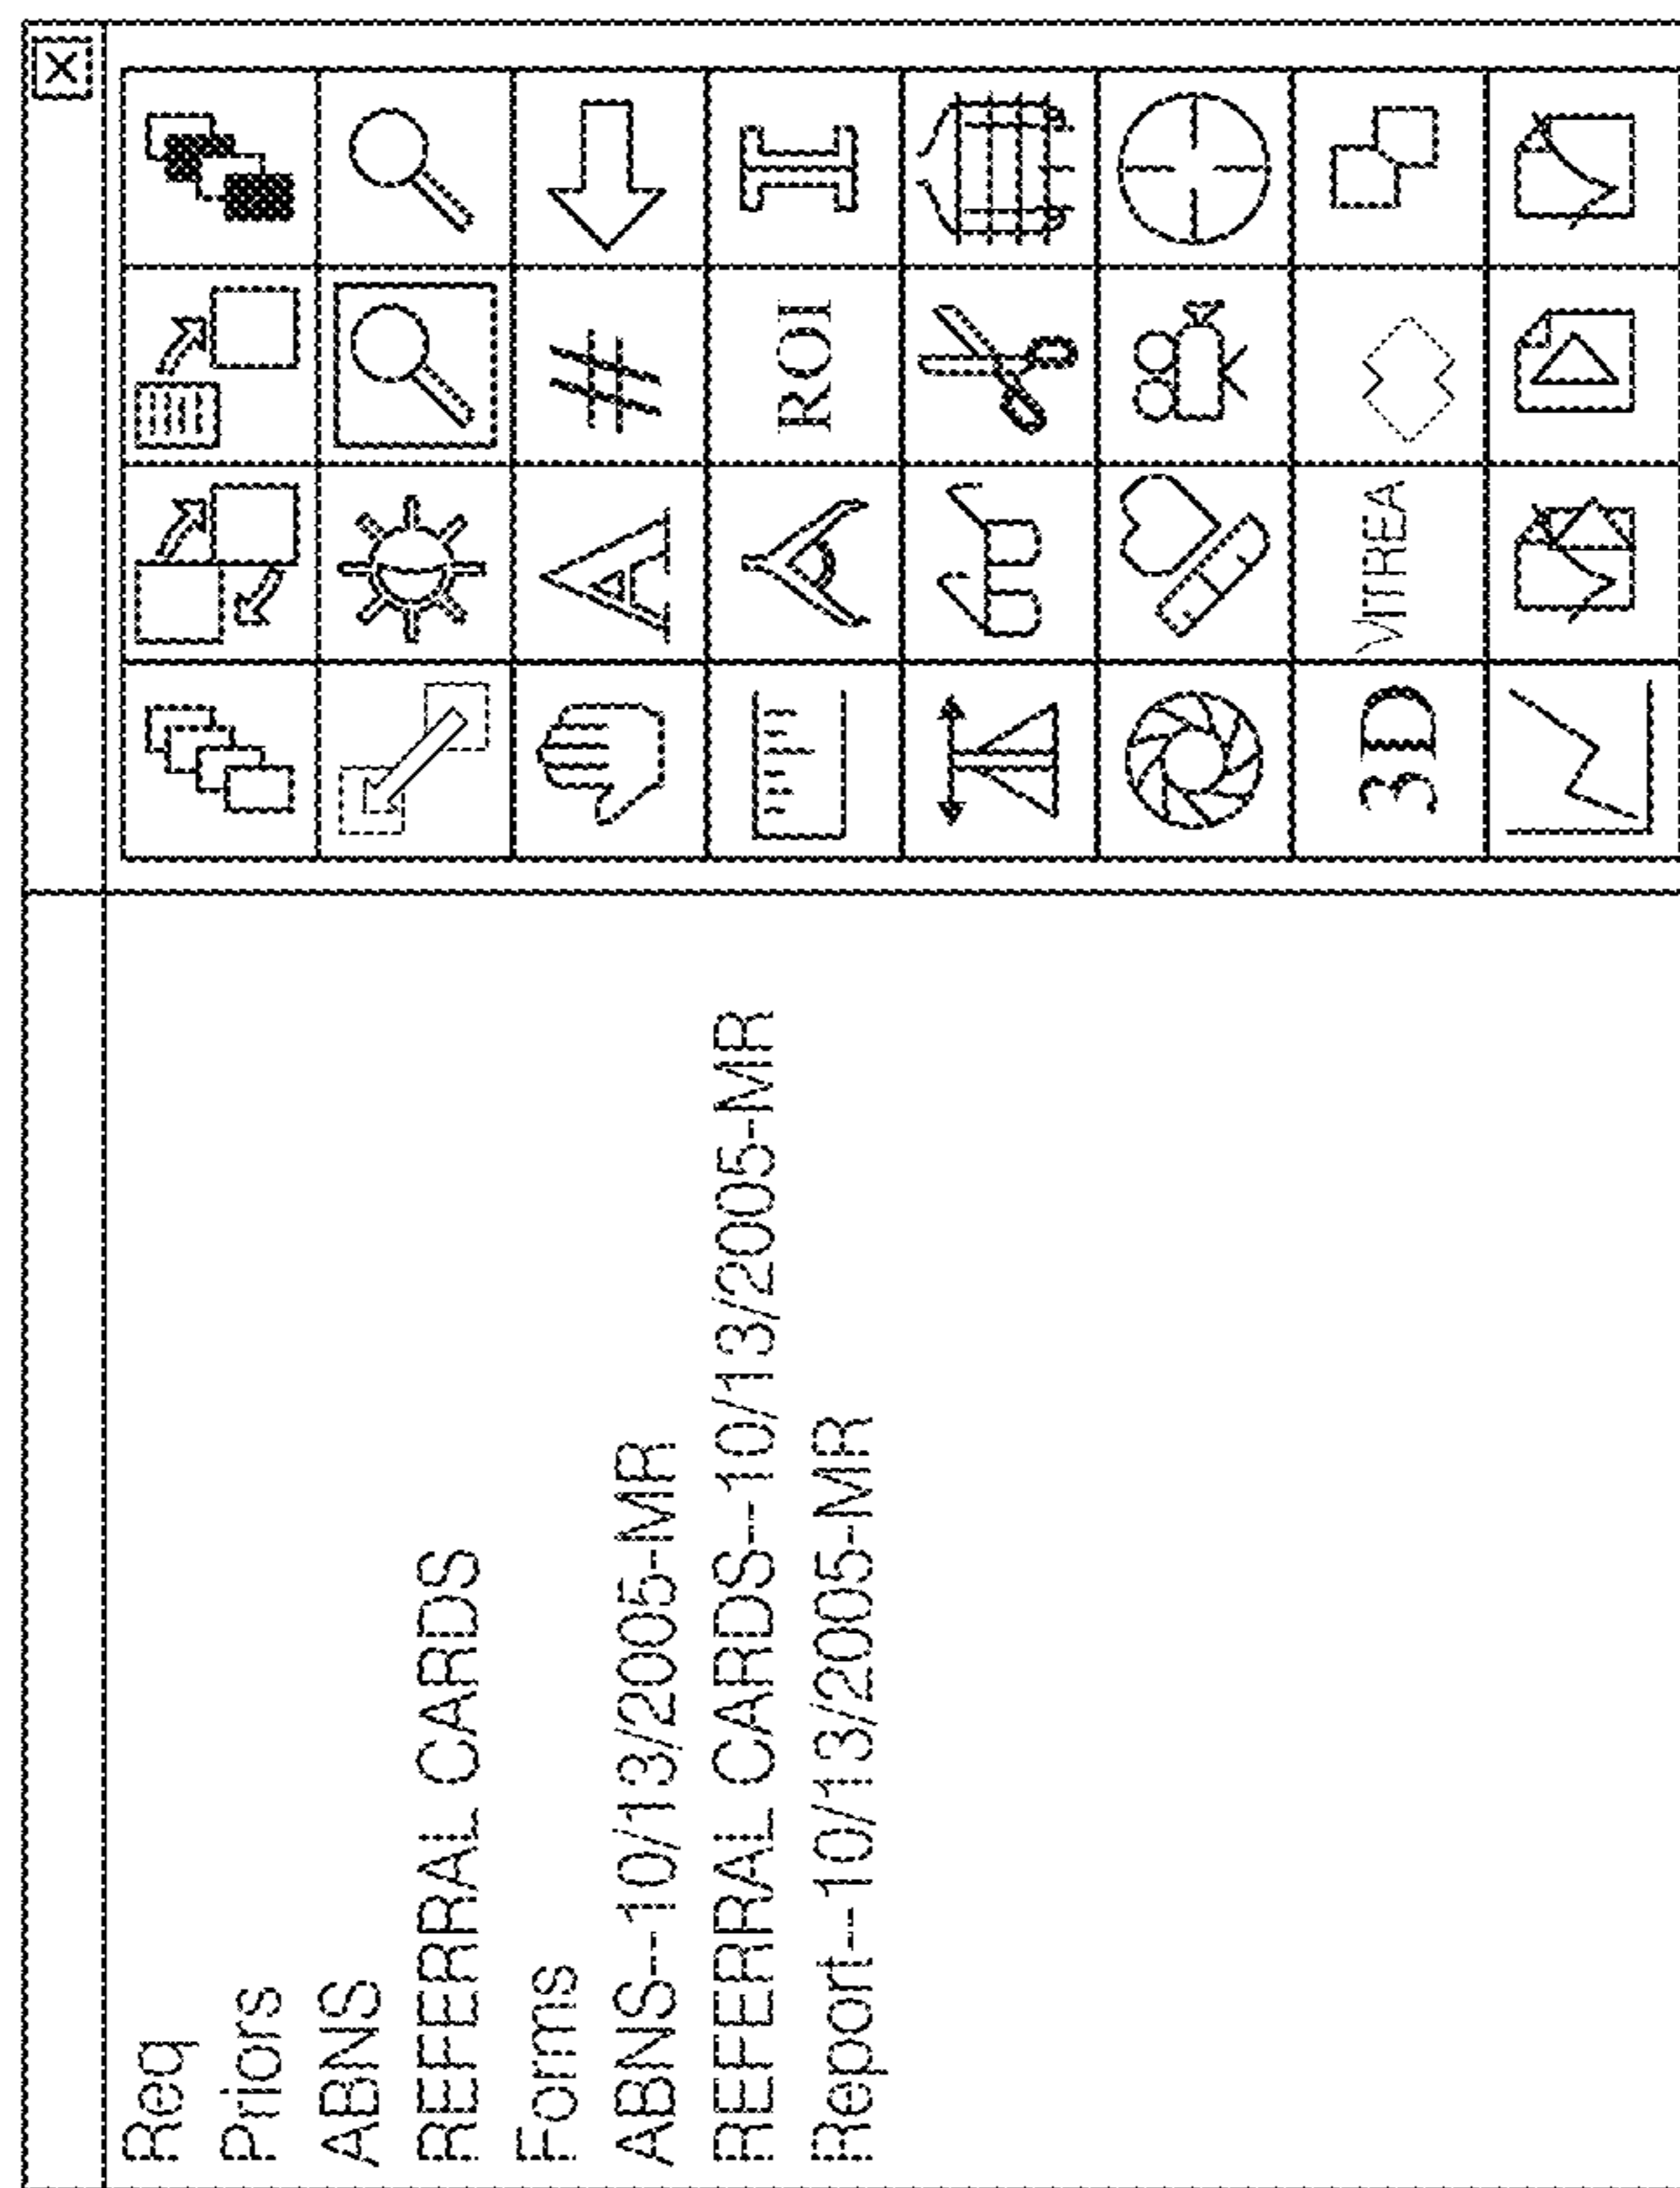 Req
Priors
ABNS
REFERRAL CARDS
Forms
ABNS--10/13/2005-MR
REFERRAL CARDS--10/13/2005-MR
Report--10/13/2005-MR
X
A
#
ROI
3D
VITREA